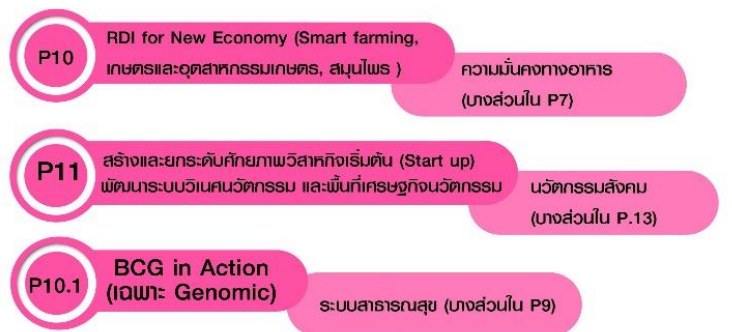 P10
RDI for New Economy (Smart farming,
เกษตรและอุตสาหกรรมเกษตร, สมุนไพร )
ความมั่นคงทางอาหาร
(บางส่วนใน P7)
P11
สร้างและยกระดับศักยภาพวิสาหกิจเริ่มต้น (Start up)
พัฒนาระบบนิเวศนวัตกรรม และพื้นที่เศรษฐกิจนวัตกรรม
นวัตกรรมสังคม
(บางส่วนใน P.13)
P10.1
BCG in Action
(เฉพาะ Genomic)
ระบบสาธารณสุข (บางส่วนใน P9)